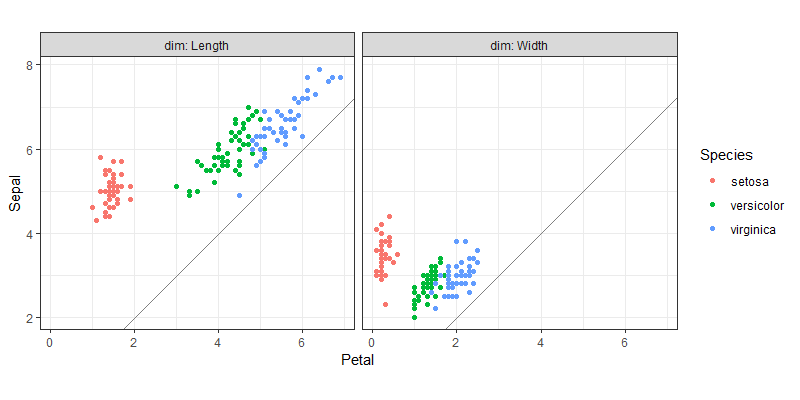 dim: Length
dim: Width
8
6
4
2
Sepal
0
2
4
6
0
2
4
6
Petal
Species
setosa
versicolor
virginica